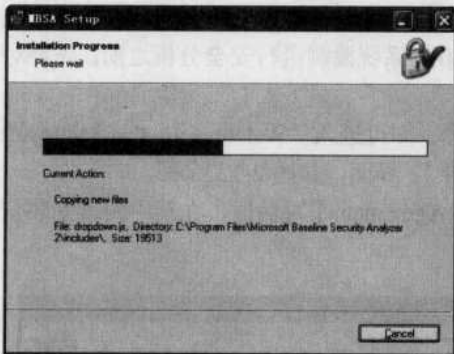 MBSA Setup
Installation Progress
Please wait
Current Action:
Copying new files
File: dropdown.js, Directory: C:\Program Files\Microsoft Baseline Security Analyzer
2\includes\, Size: 19513
Cancel